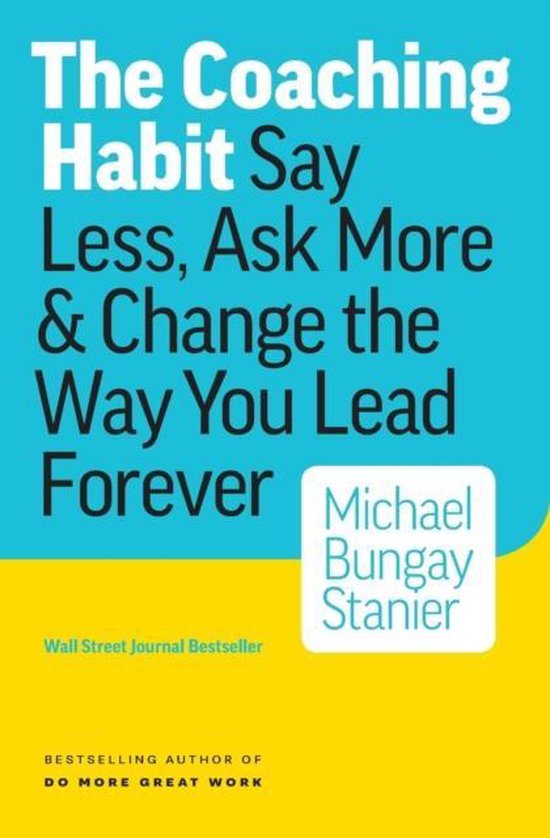 The Coaching
Habit Say
Less, Ask More
& Change the
Way You Lead
Forever
Michael
Bungay
Stanier
Wall Street Journal Bestseller
BESTSELLING AUTHOR OF
DO MORE GREAT WORK